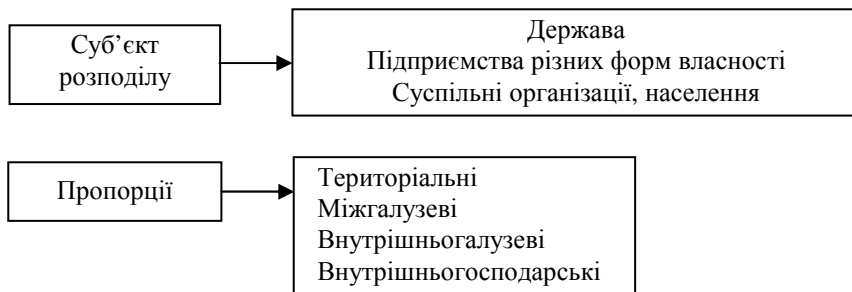 Суб’єкт
розподілу
Держава
Підприємства різних форм власності
Суспільні організації, населення
Пропорції
Територіальні
Міжгалузеві
Внутрішньогалузеві
Внутрішньогосподарські